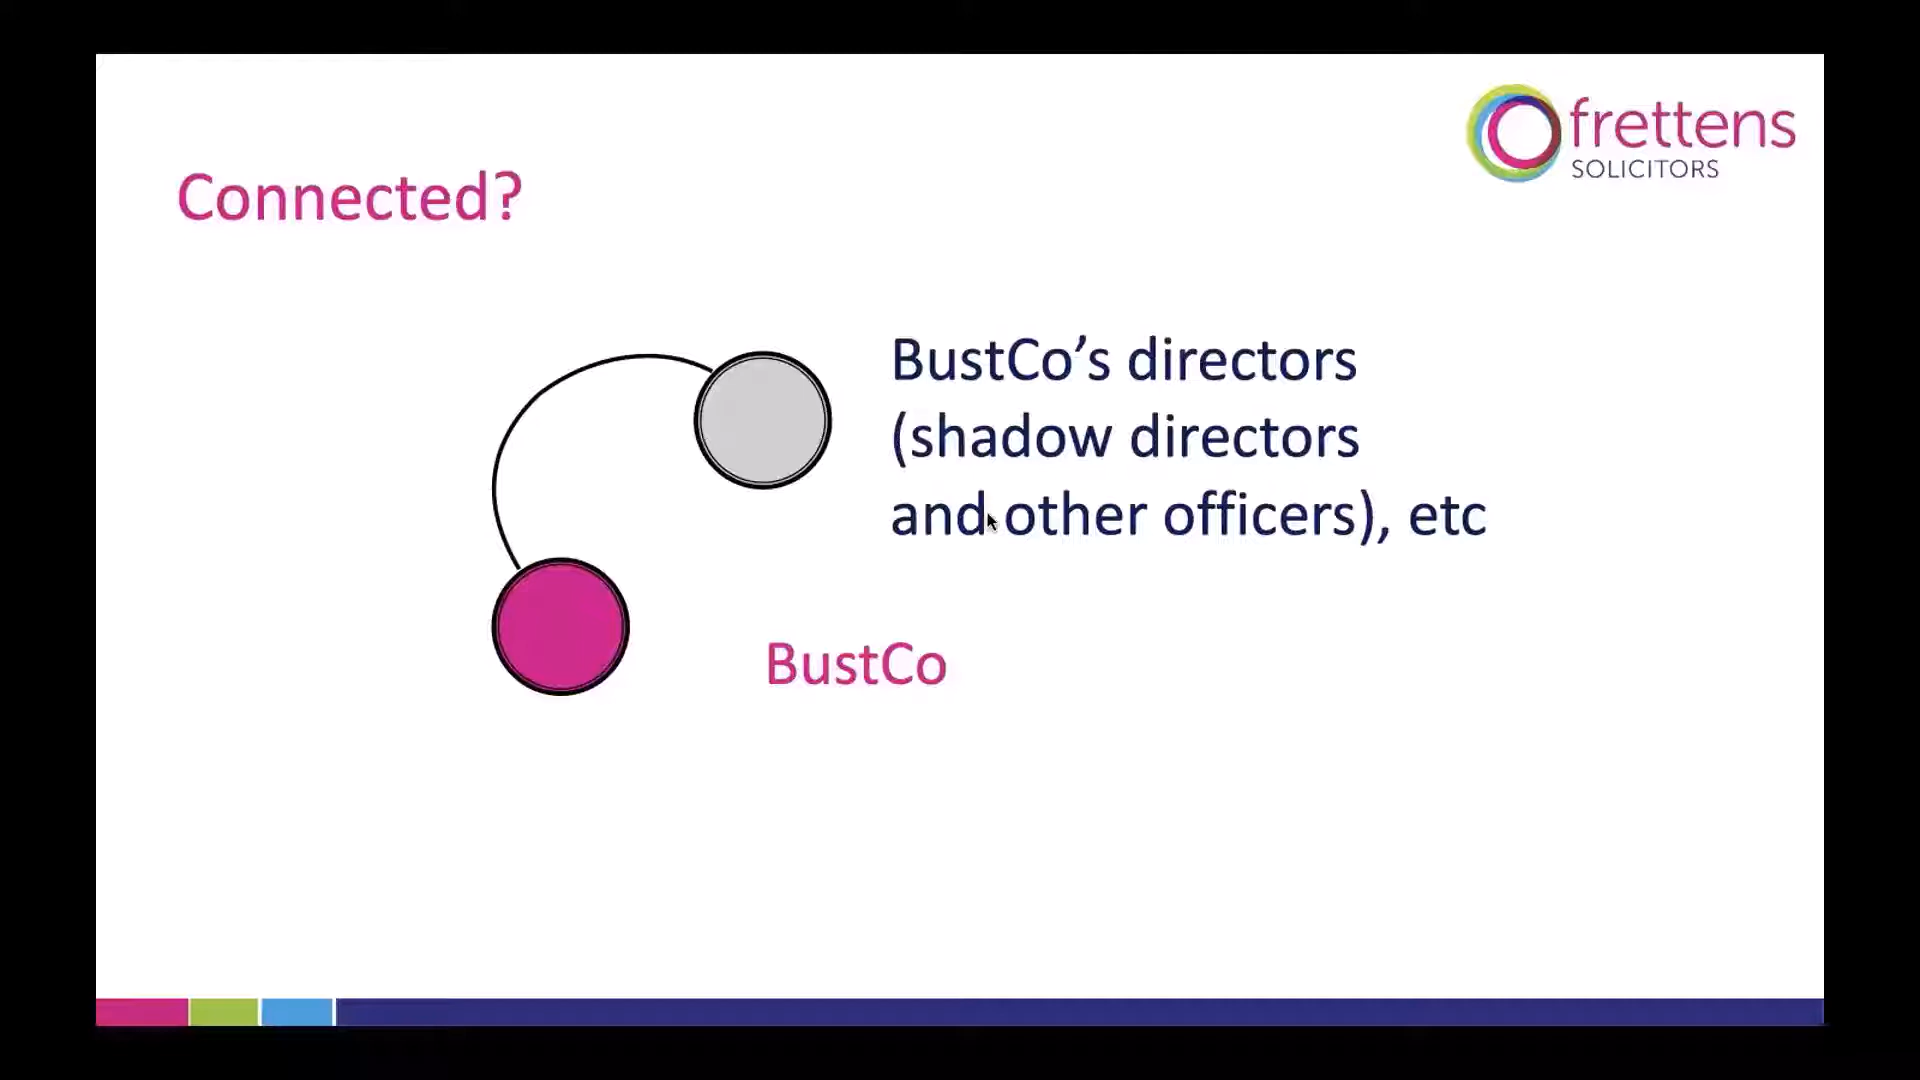 frettens
SOLICITORS
Connected?
BustCo’s directors
(shadow directors
and other officers), etc
BustCo